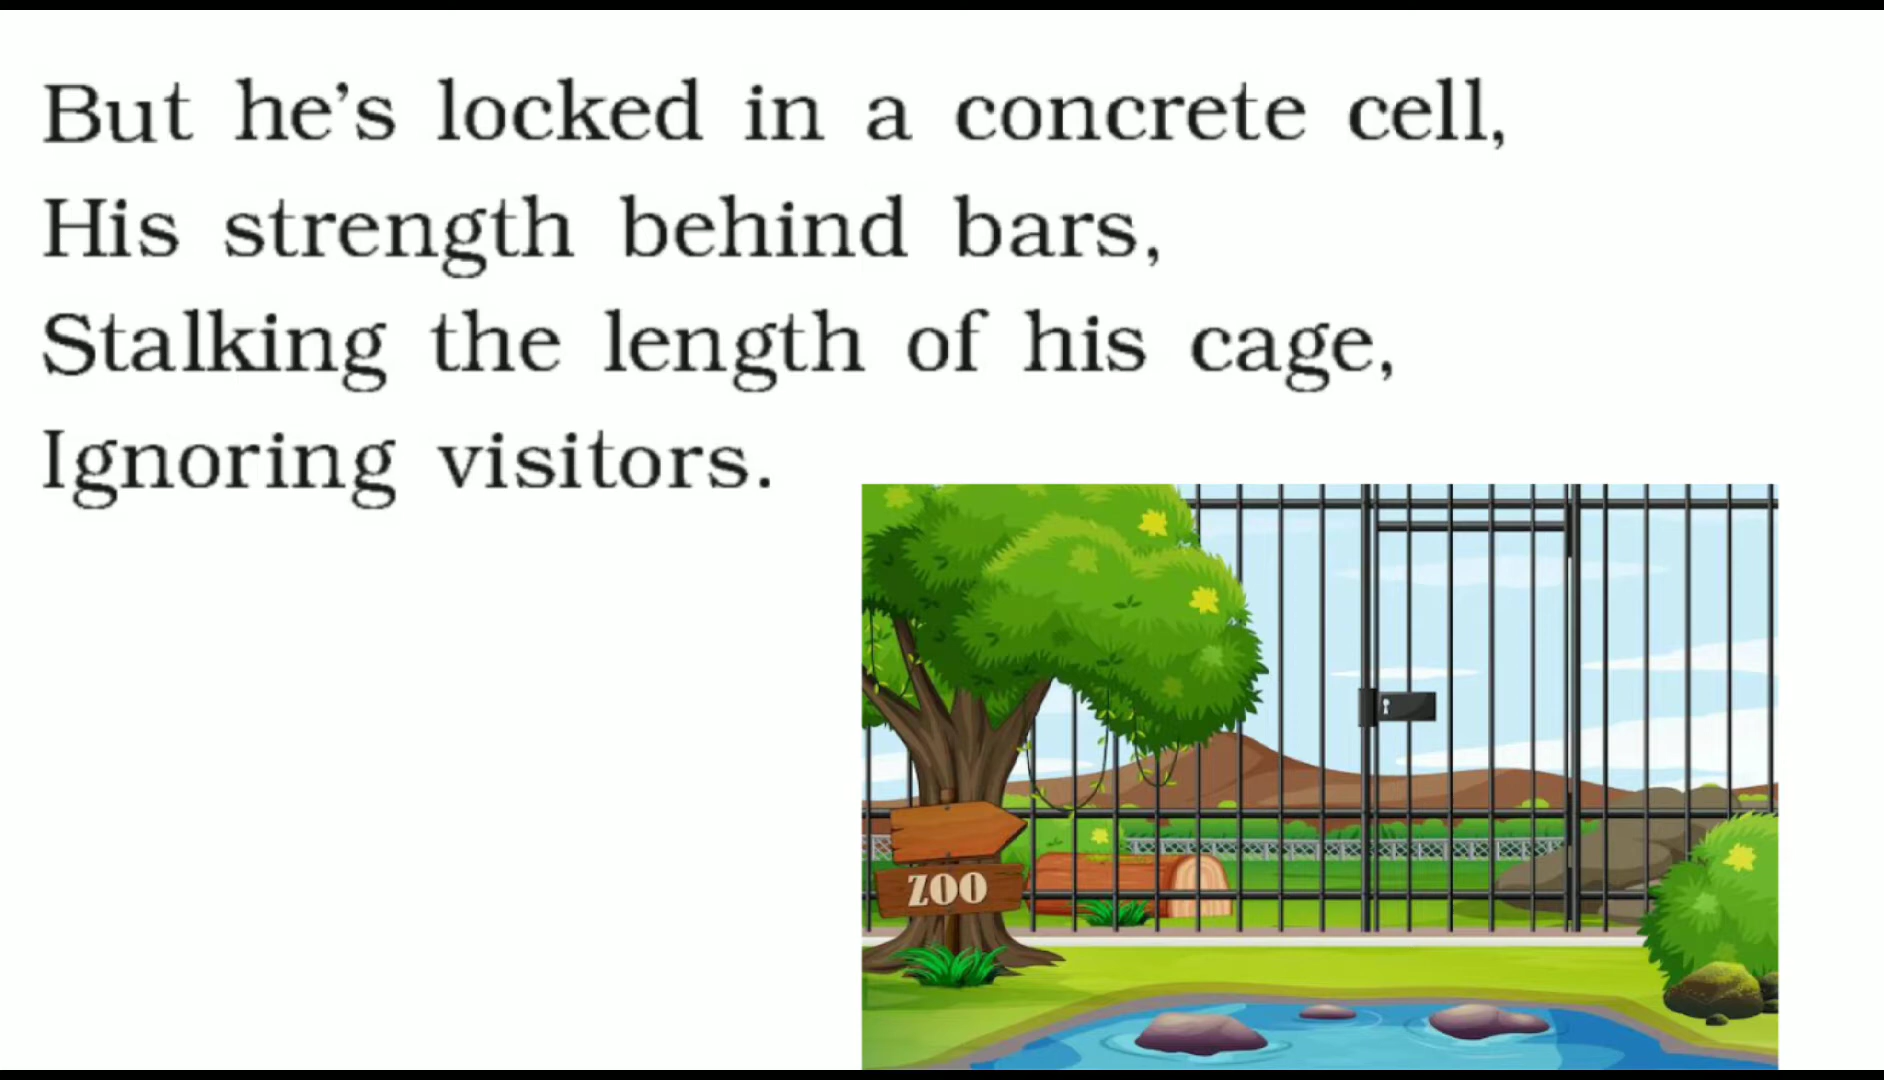 But he’s locked in a concrete cell,
His strength behind bars,
Stalking the length of his cage,
Ignoring visitors.
ZOO